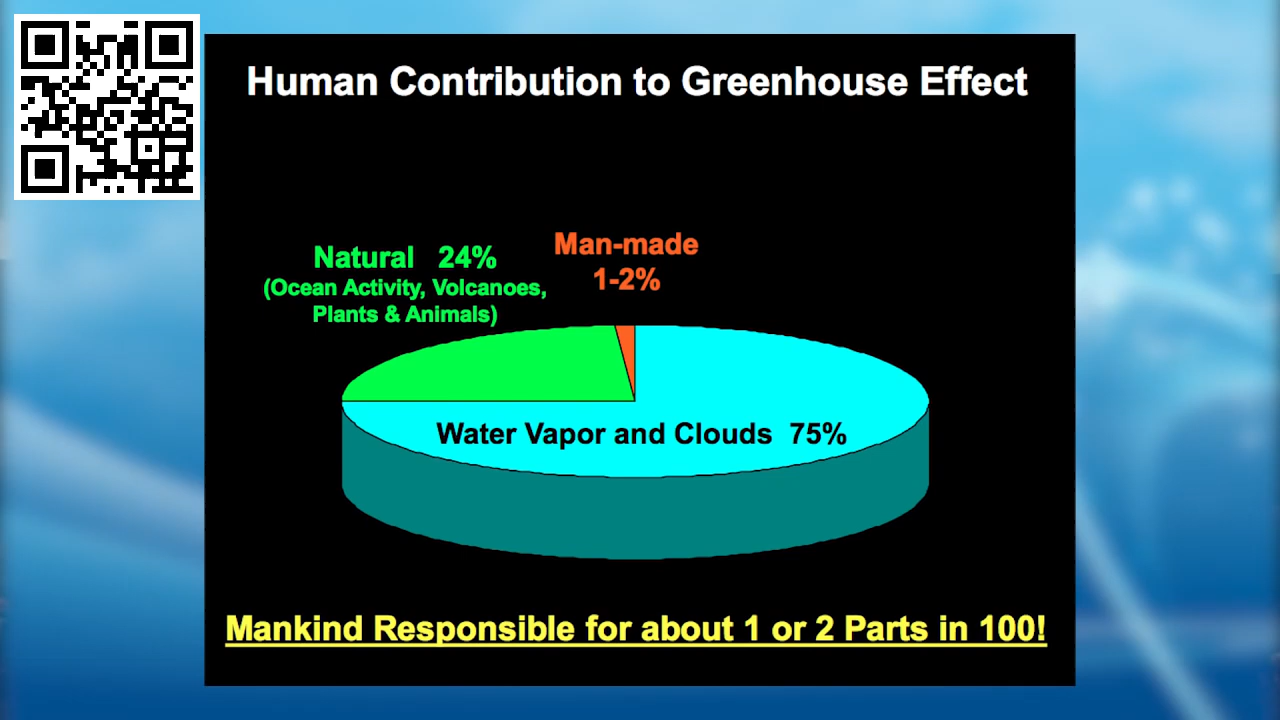 Human Contribution to Greenhouse Effect
Natural 24%
(Ocean Activity, Volcanoes,
Plants & Animals)
Man-made
1-2%
Water Vapor and Clouds 75%
Mankind Responsible for about 1 or 2 Parts in 100!